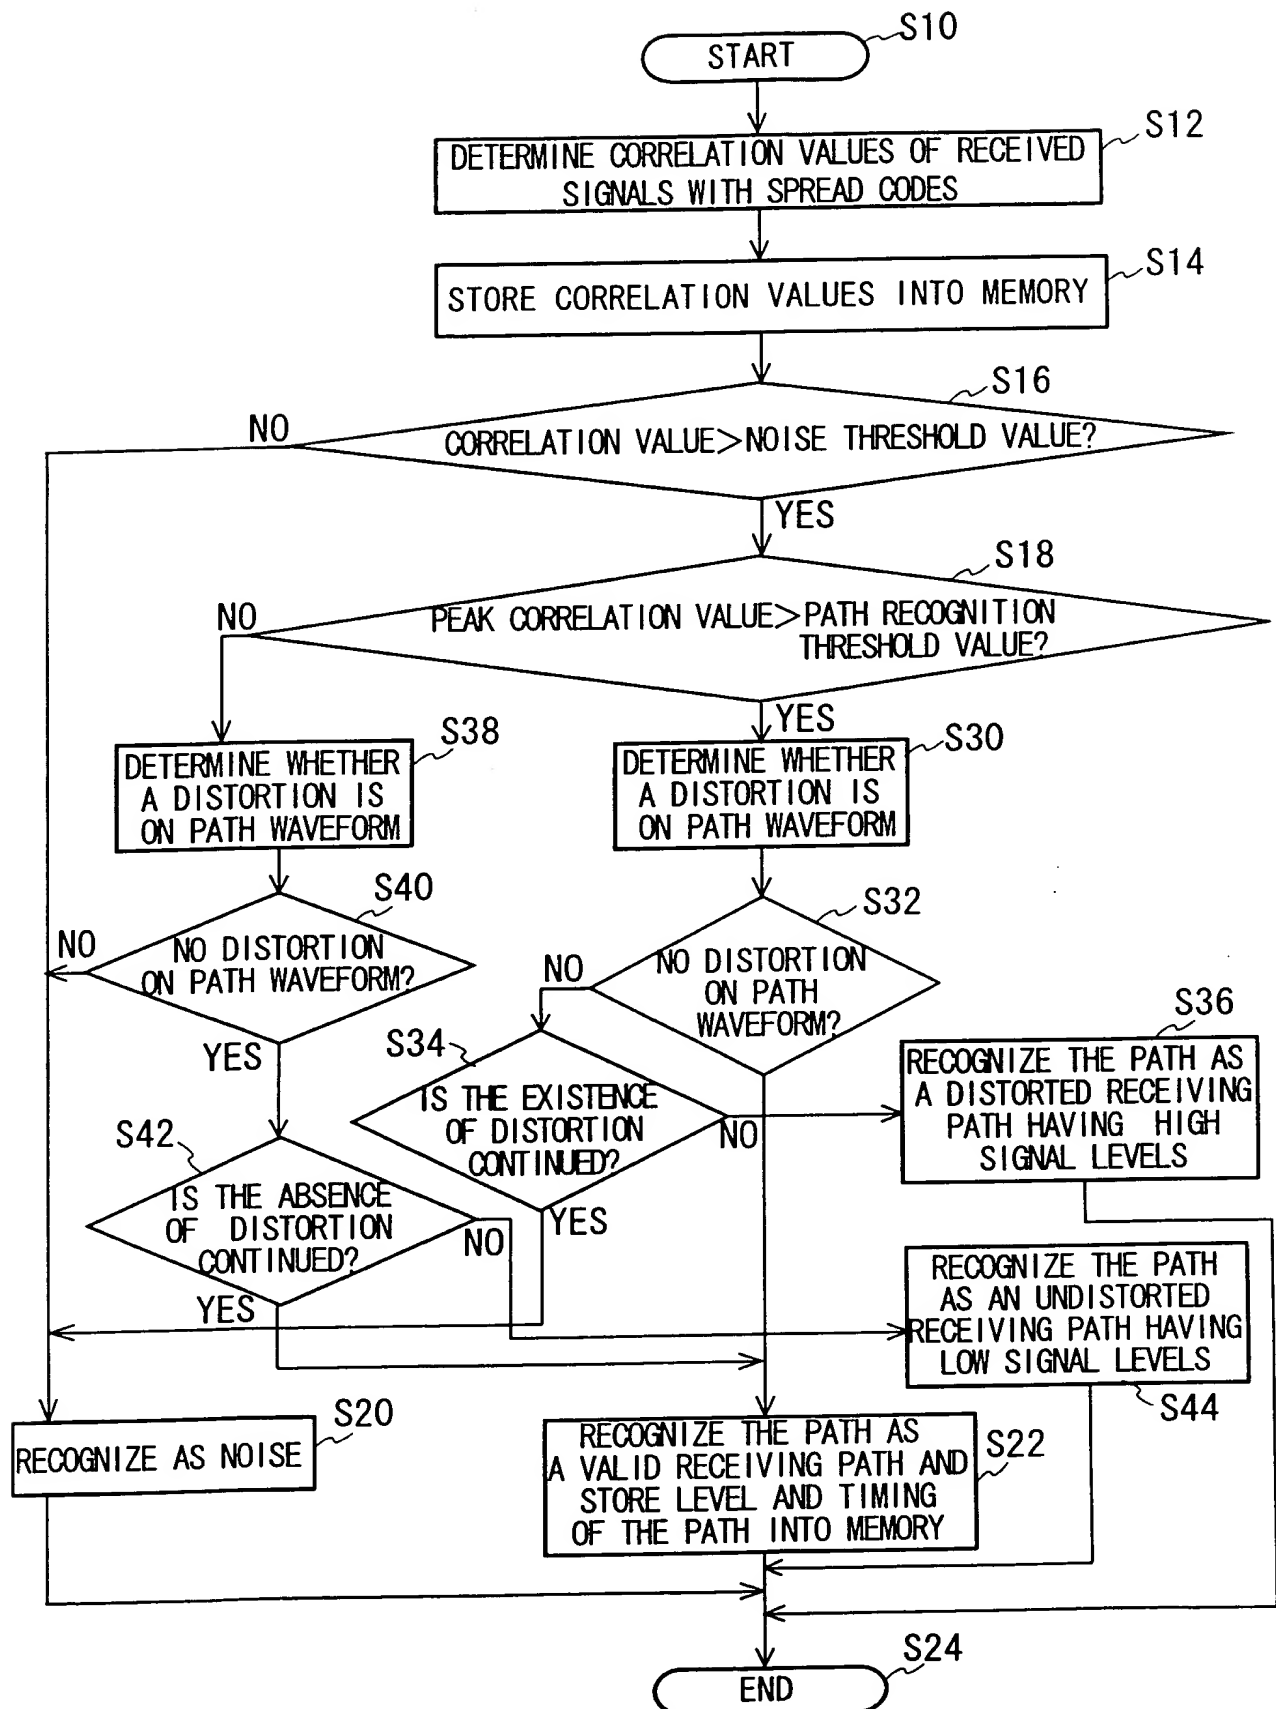 START
S10
DETERMINE CORRELATION VALUES OF RECEIVED
SIGNALS WITH SPREAD CODES
S12
STORE CORRELATION VALUES INTO MEMORY
S14
S16
NO
CORRELATION VALUE>NOISE THRESHOLD VALUE?
YES
S18
NO
PEAK CORRELATION VALUE>PATH RECOGNITION
THRESHOLD VALUE?
YES
S38
DETERMINE WHETHER
A DISTORTION IS
ON PATH WAVEFORM
S30
DETERMINE WHETHER
A DISTORTION IS
ON PATH WAVEFORM
S40
NO
NO DISTORTION
ON PATH WAVEFORM?
YES
S32
NO
NO DISTORTION
ON PATH
WAVEFORM?
S34
IS THE EXISTENCE
OF DISTORTION
CONTINUED?
NO
YES
S36
RECOGNIZE THE PATH AS
A DISTORTED RECEIVING
PATH HAVING HIGH
SIGNAL LEVELS
S42
IS THE ABSENCE
OF DISTORTION
CONTINUED?
NO
YES
RECOGNIZE THE PATH
AS AN UNDISTORTED
RECEIVING PATH HAVING
LOW SIGNAL LEVELS
S44
S20
RECOGNIZE AS NOISE
RECOGNIZE THE PATH AS
A VALID RECEIVING PATH AND
STORE LEVEL AND TIMING
OF THE PATH INTO MEMORY
S22
S24
END